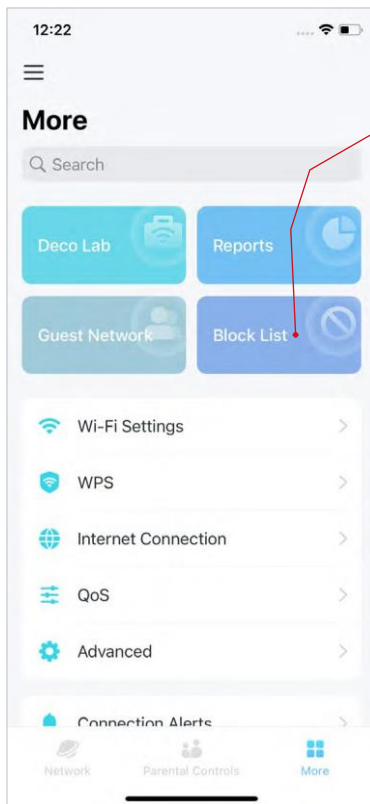 12:22
More
Search
Deco Lab
Reports
Guest Network
Block List
Wi-Fi Settings
WPS
Internet Connection
QoS
Advanced
Connection Alerts
Network
Parental Controls
More